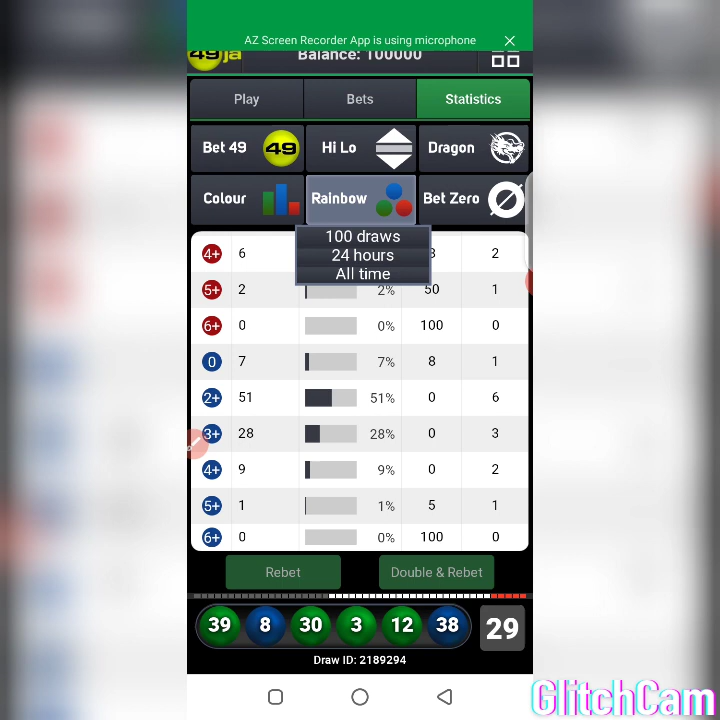 AZ Screen Recorder App is using microphone
49ja
Balance: 100000
Play Bets Statistics
Bet 49 49 Hi Lo Dragon
Colour Rainbow Bet Zero
100 draws
24 hours
All time
4+ 6 2
5+ 2 2% 50 1
6+ 0 0% 100 0
0 7 7% 8 1
2+ 51 51% 0 6
3+ 28 28% 0 3
4+ 9 9% 0 2
5+ 1 1% 5 1
6+ 0 0% 100 0
Rebet Double & Rebet
39 8 30 3 12 38 29
Draw ID: 2189294
GlitchCam